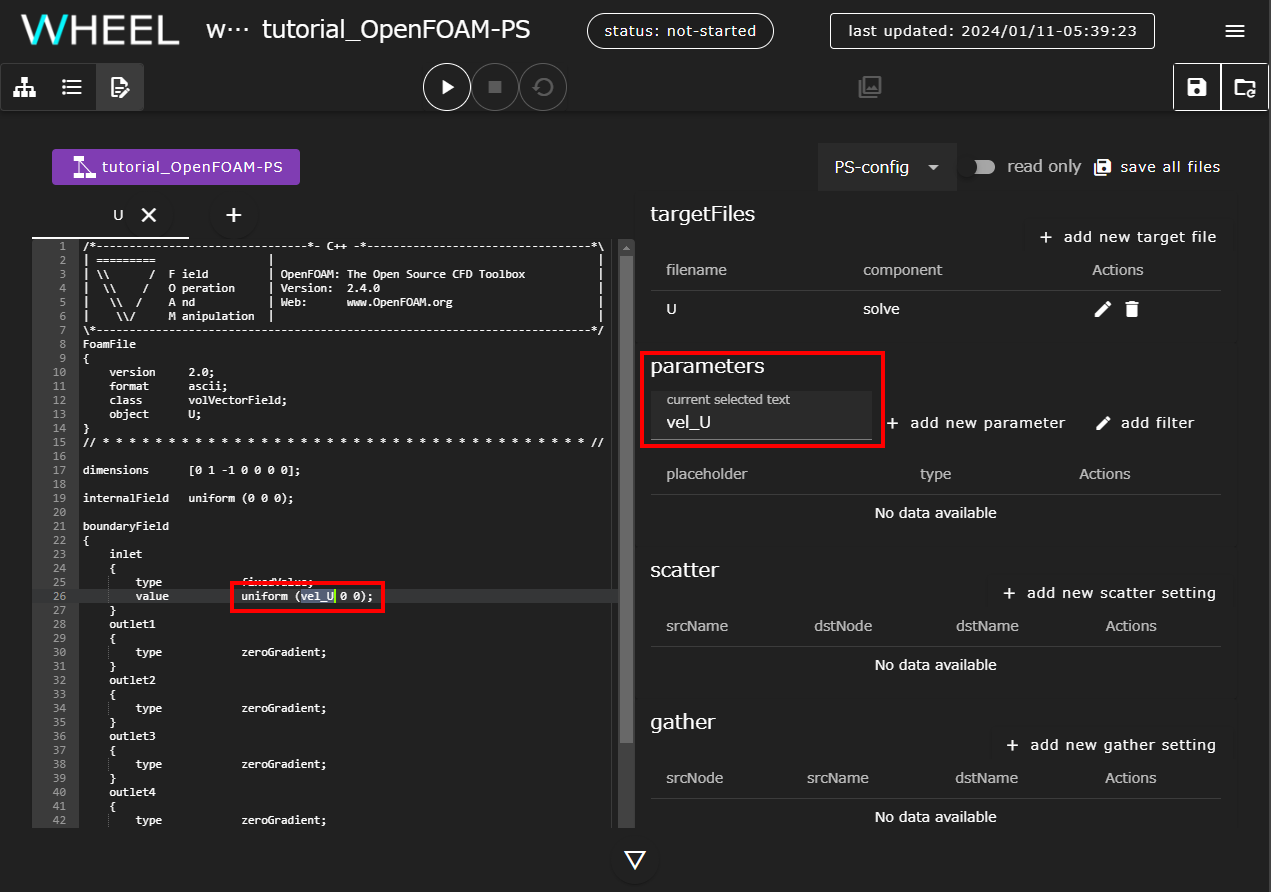 WHEEL w··· tutorial_OpenFOAM-PS status: not-started last updated: 2024/01/11-05:39:23
tutorial_OpenFOAM-PS PS-config read only save all files
U
1 /*--------------------------------*- C++ -*----------------------------------*\
2 | =========                 |                                                 |
3 | \\      /  F ield         | OpenFOAM: The Open Source CFD Toolbox           |
4 |  \\    /   O peration     | Version:  2.4.0                                 |
5 |   \\  /    A nd           | Web:      www.OpenFOAM.org                      |
6 |    \\/     M anipulation  |                                                 |
7 \*---------------------------------------------------------------------------*/
8 FoamFile
9 {
10     version     2.0;
11     format      ascii;
12     class       volVectorField;
13     object      U;
14 }
15 // * * * * * * * * * * * * * * * * * * * * * * * * * * * * * * * * * * * * * //
16
17 dimensions      [0 1 -1 0 0 0 0];
18
19 internalField   uniform (0 0 0);
20
21 boundaryField
22 {
23     inlet
24     {
25         type            fixedValue;
26         value           uniform (vel_U 0 0);
27     }
28     outlet1
29     {
30         type            zeroGradient;
31     }
32     outlet2
33     {
34         type            zeroGradient;
35     }
36     outlet3
37     {
38         type            zeroGradient;
39     }
40     outlet4
41     {
42         type            zeroGradient;
targetFiles
+ add new target file
filename component Actions
U solve
parameters
current selected text
vel_U
+ add new parameter add filter
placeholder type Actions
No data available
scatter
+ add new scatter setting
srcName dstNode dstName Actions
No data available
gather
+ add new gather setting
srcNode srcName dstName Actions
No data available